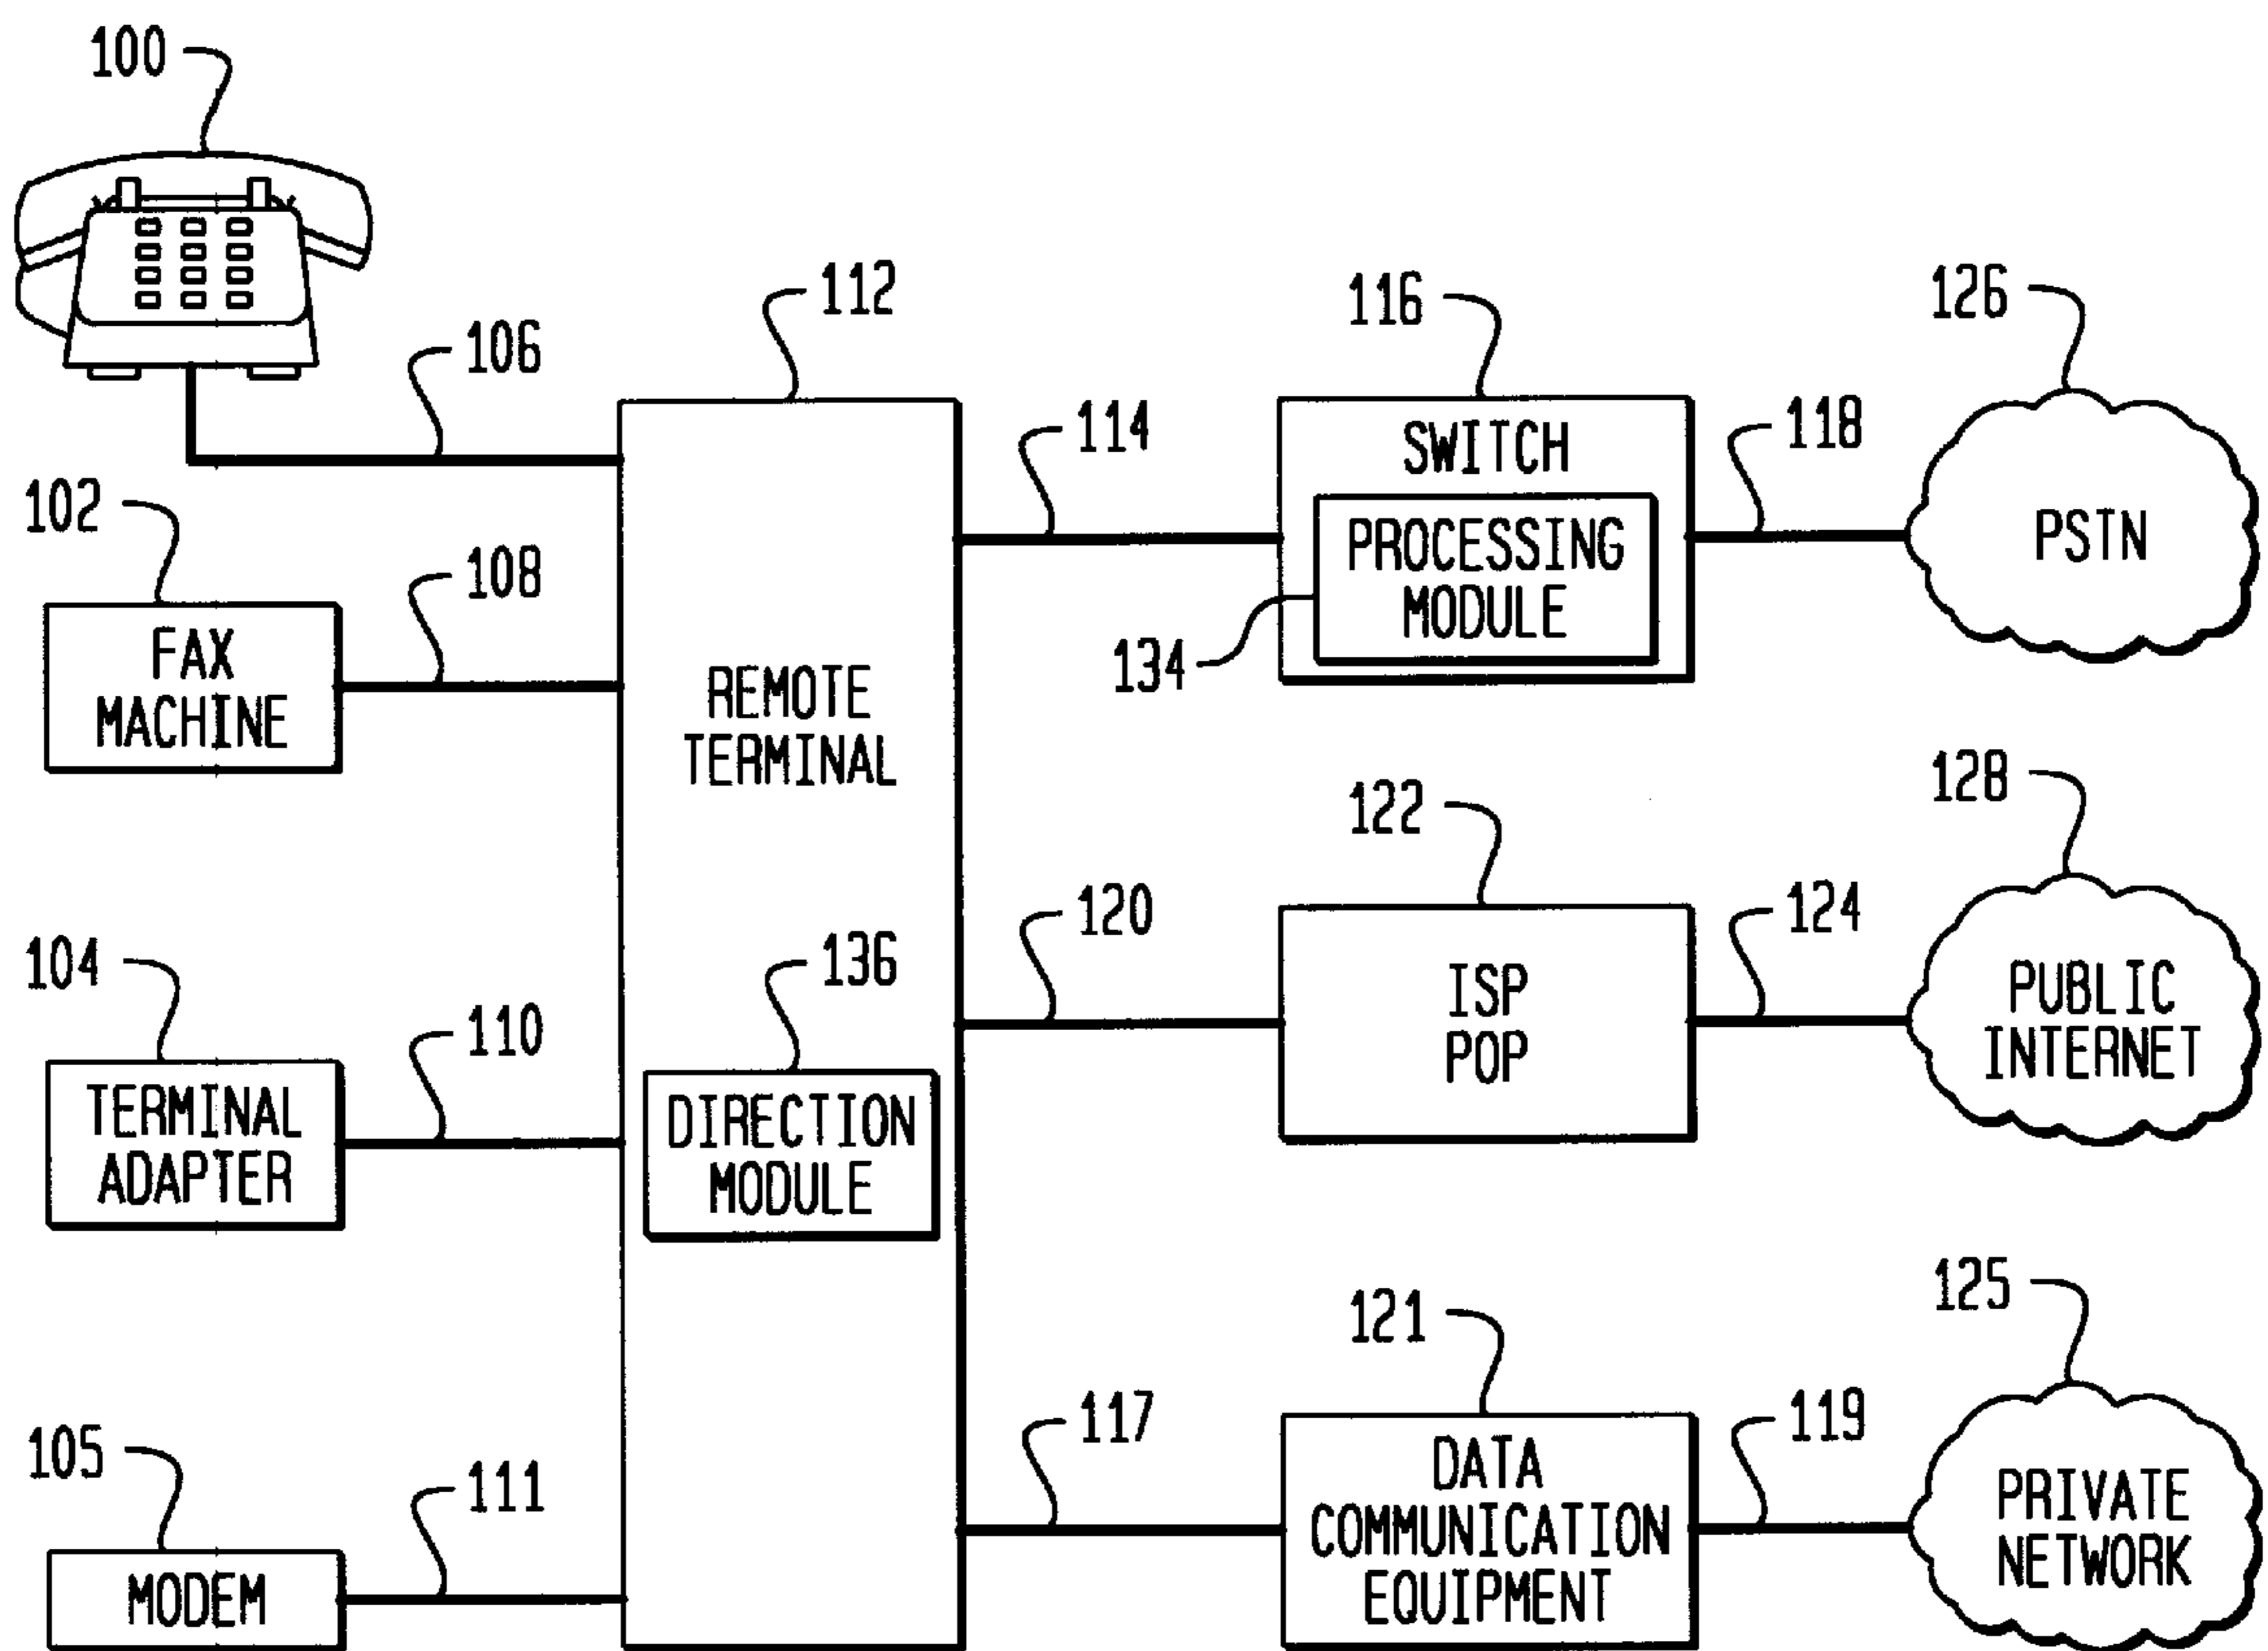 100
112
116
126
106
114
SWITCH
118
102
PROCESSING
MODULE
PSTN
108
134
FAX
MACHINE
REMOTE
TERMINAL
122
128
104
136
120
124
110
ISP
POP
PUBLIC
INTERNET
TERMINAL
ADAPTER
DIRECTION
MODULE
121
125
105
111
117
119
DATA
COMMUNICATION
EQUIPMENT
PRIVATE
NETWORK
MODEM